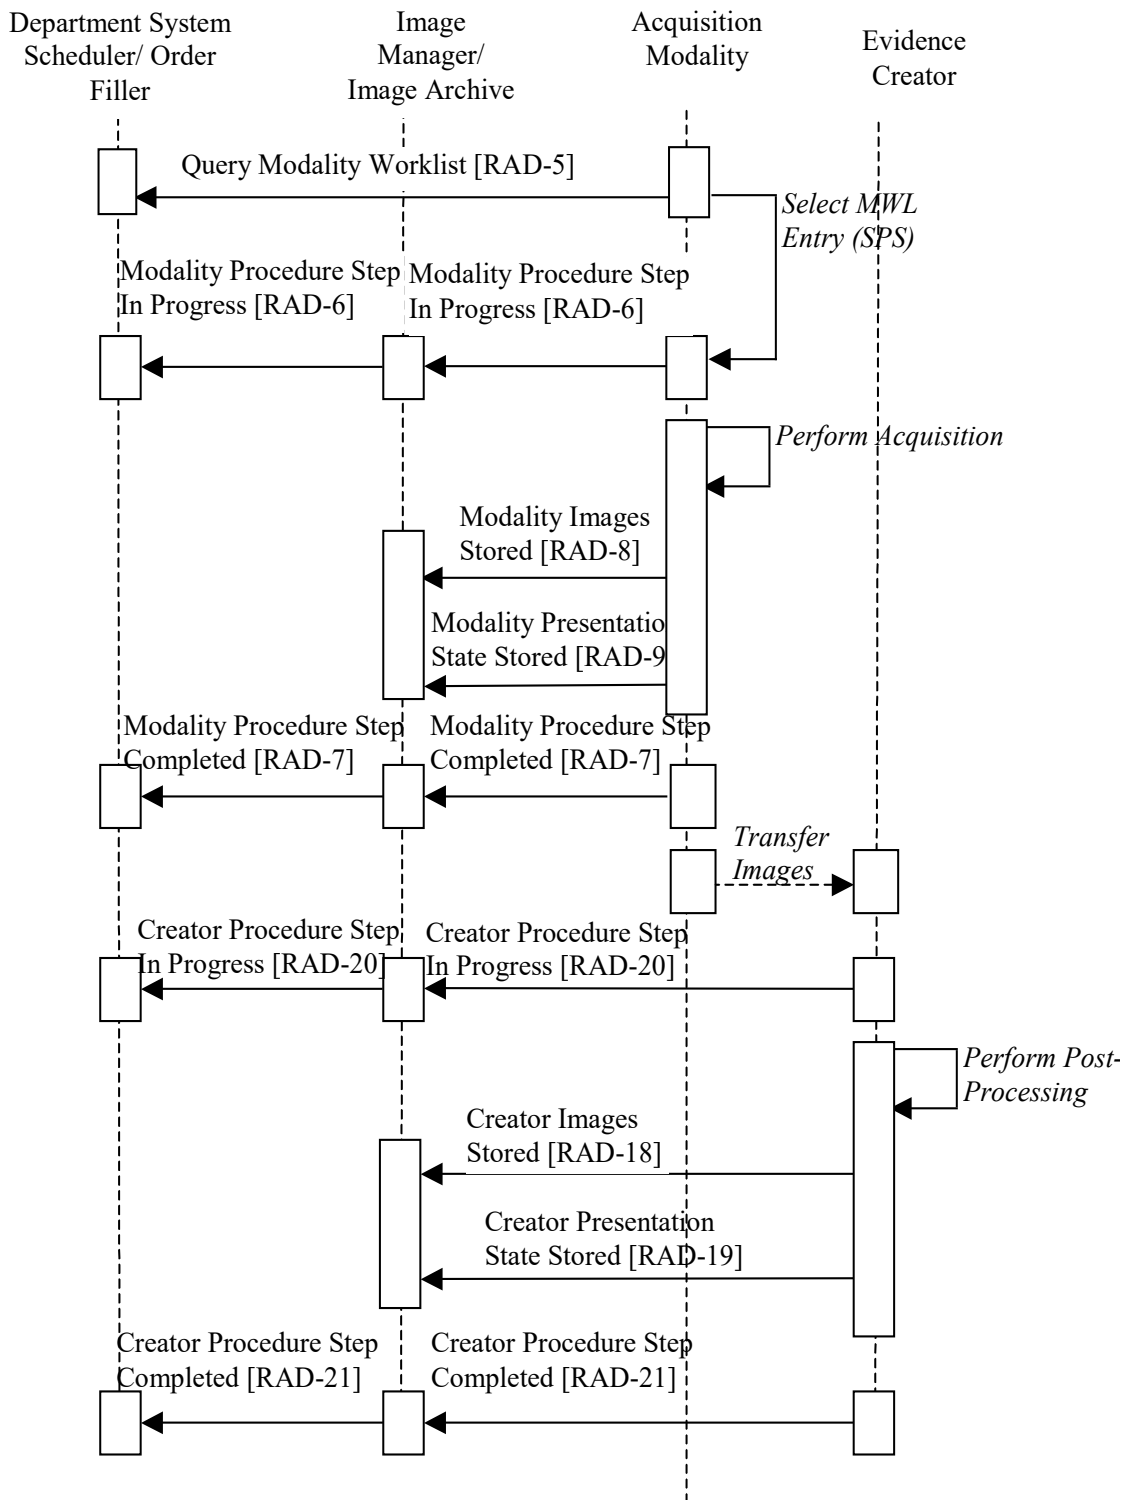 Department System
Scheduler/ Order
Filler
Image
Manager/
Image Archive
Acquisition
Modality
Evidence
Creator
Query Modality Worklist [RAD-5]
Select MWL
Entry (SPS)
Modality Procedure Step
In Progress [RAD-6]
Modality Procedure Step
In Progress [RAD-6]
Perform Acquisition
Modality Images
Stored [RAD-8]
Modality Presentatio
State Stored [RAD-9
Modality Procedure Step
Completed [RAD-7]
Modality Procedure Step
Completed [RAD-7]
Transfer
Images
Creator Procedure Step
In Progress [RAD-20]
Creator Procedure Step
In Progress [RAD-20]
Perform Post-
Processing
Creator Images
Stored [RAD-18]
Creator Presentation
State Stored [RAD-19]
Creator Procedure Step
Completed [RAD-21]
Creator Procedure Step
Completed [RAD-21]